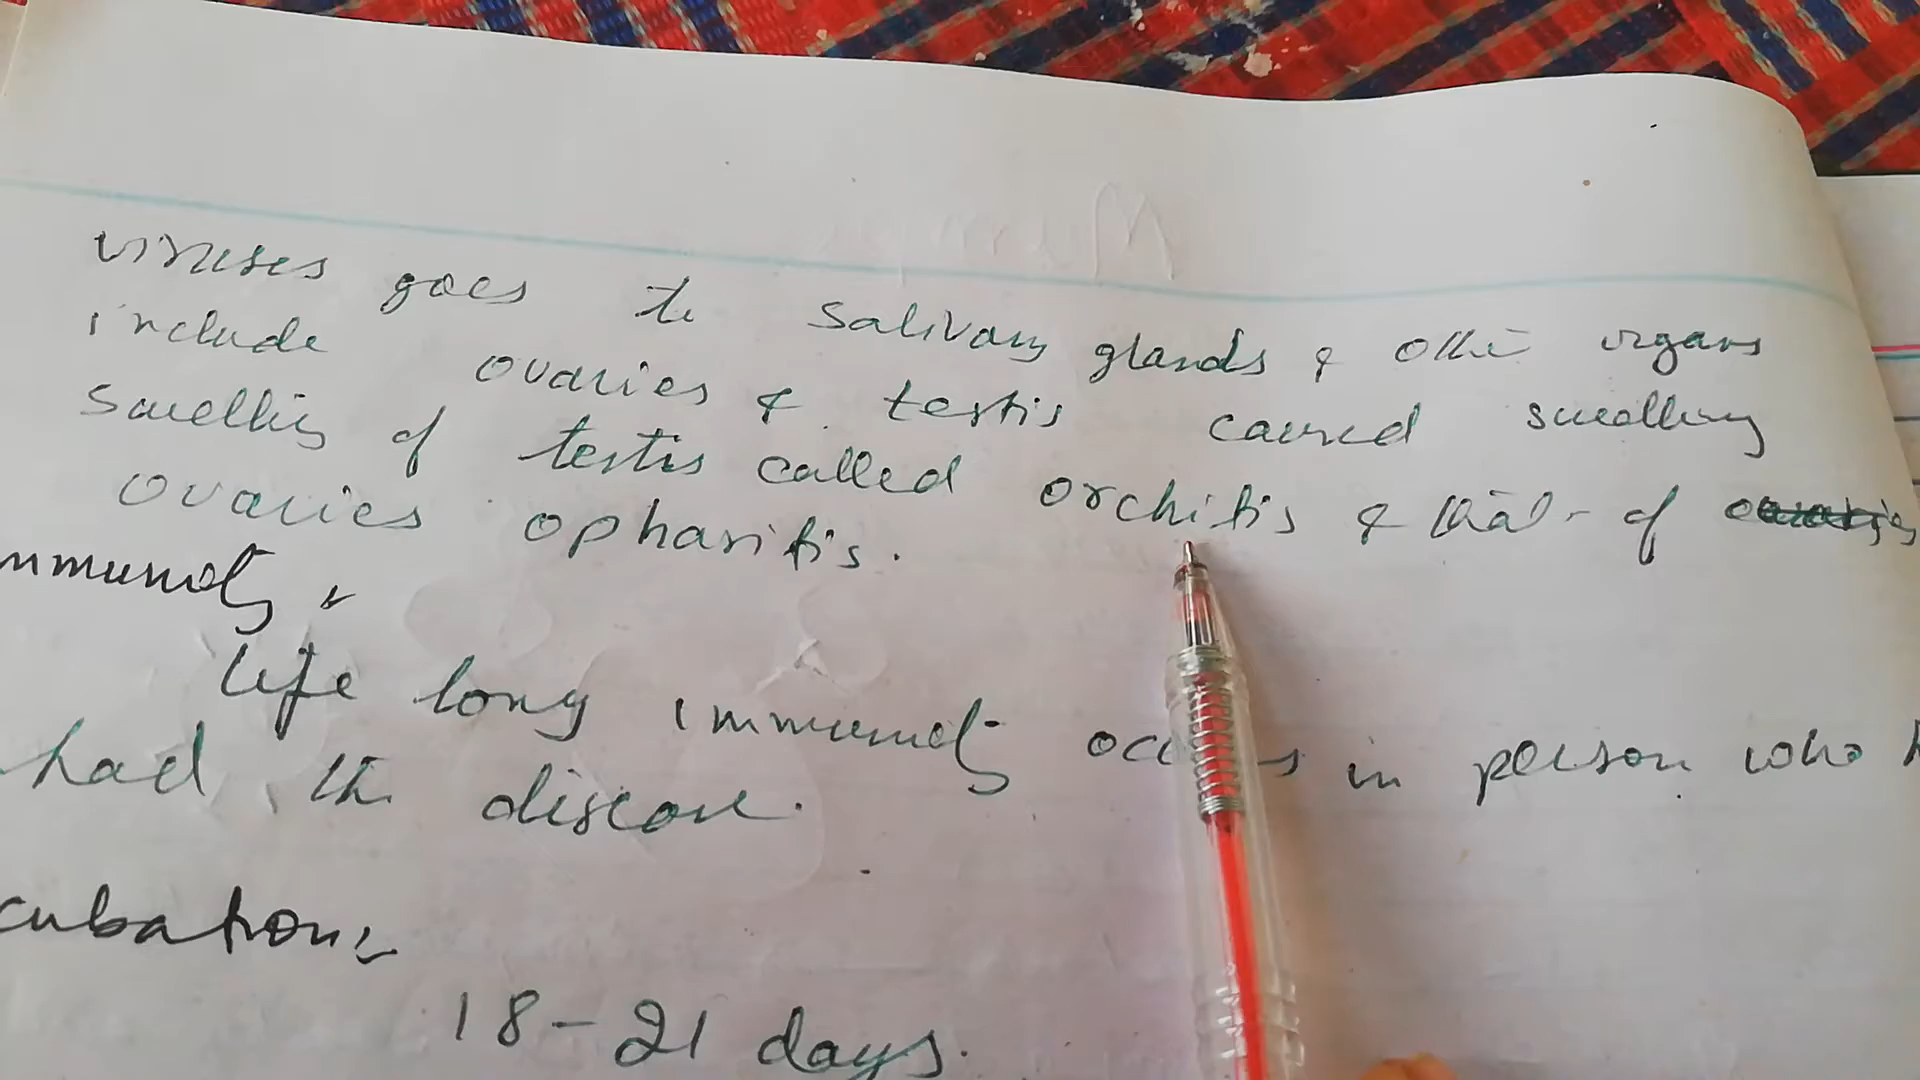 viruses goes to salivary glands & other organs
include ovaries & testis caused swelling
swelling of testis called orchitis & that of
ovaries opharitis.
mmunity
life long immunity occurs in person who
had the disease.
cubation:
18-21 days.